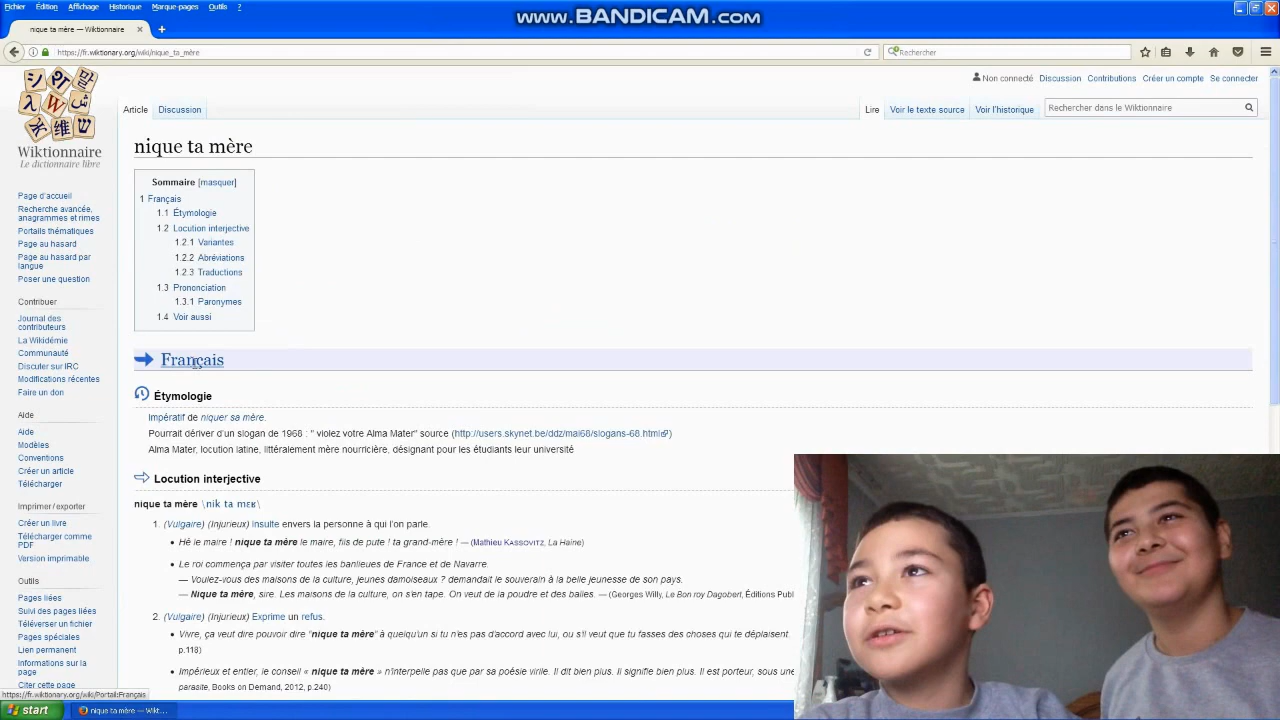 Fichier Édition Affichage Historique Marque-pages Outils ?
www.BANDICAM.com
nique ta mère — Wiktionnaire
https://fr.wiktionary.org/wiki/nique_ta_mère
Rechercher
Non connecté Discussion Contributions Créer un compte Se connecter
Article Discussion Lire Voir le texte source Voir l'historique Rechercher dans le Wiktionnaire
Wiktionnaire
Le dictionnaire libre
Page d'accueil
Recherche avancée, anagrammes et rimes
Portails thématiques
Page au hasard
Page au hasard par langue
Poser une question
Contribuer
Journal des contributeurs
La Wikidémie
Communauté
Discuter sur IRC
Modifications récentes
Faire un don
Aide
Aide
Modèles
Conventions
Créer un article
Télécharger
Imprimer / exporter
Créer un livre
Télécharger comme PDF
Version imprimable
Outils
Pages liées
Suivi des pages liées
Téléverser un fichier
Pages spéciales
Lien permanent
Informations sur la page
Citer cette page
nique ta mère
Sommaire [masquer]
1 Français
1.1 Étymologie
1.2 Locution interjective
1.2.1 Variantes
1.2.2 Abréviations
1.2.3 Traductions
1.3 Prononciation
1.3.1 Paronymes
1.4 Voir aussi
Français
Étymologie
Impératif de niquer sa mère.
Pourrait dériver d'un slogan de 1968 : " violez votre Alma Mater" source (http://users.skynet.be/ddz/mai68/slogans-68.html)
Alma Mater, locution latine, littéralement mère nourricière, désignant pour les étudiants leur université
Locution interjective
nique ta mère \nik ta mɛʁ\
1. (Vulgaire) (Injurieux) Insulte envers la personne à qui l'on parle.
• Hé le maire ! nique ta mère le maire, fils de pute ! ta grand-mère ! — (Mathieu KASSOVITZ, La Haine)
• Le roi commença par visiter toutes les banlieues de France et de Navarre.
— Voulez-vous des maisons de la culture, jeunes damoiseaux ? demandait le souverain à la belle jeunesse de son pays.
— Nique ta mère, sire. Les maisons de la culture, on s'en tape. On veut de la poudre et des balles. — (Georges Willy, Le Bon roy Dagobert, Éditions Publ
2. (Vulgaire) (Injurieux) Exprime un refus.
• Vivre, ça veut dire pouvoir dire "nique ta mère" à quelqu'un si tu n'es pas d'accord avec lui, ou s'il veut que tu fasses des choses qui te déplaisent
p.118)
• Impérieux et entier, le conseil « nique ta mère » n'interpelle pas que par sa poésie virile. Il dit bien plus. Il signifie bien plus. Il est porteur, sous une
parasite, Books on Demand, 2012, p.240)
https://fr.wiktionary.org/wiki/Portail:Français
start nique ta mère — Wikt...